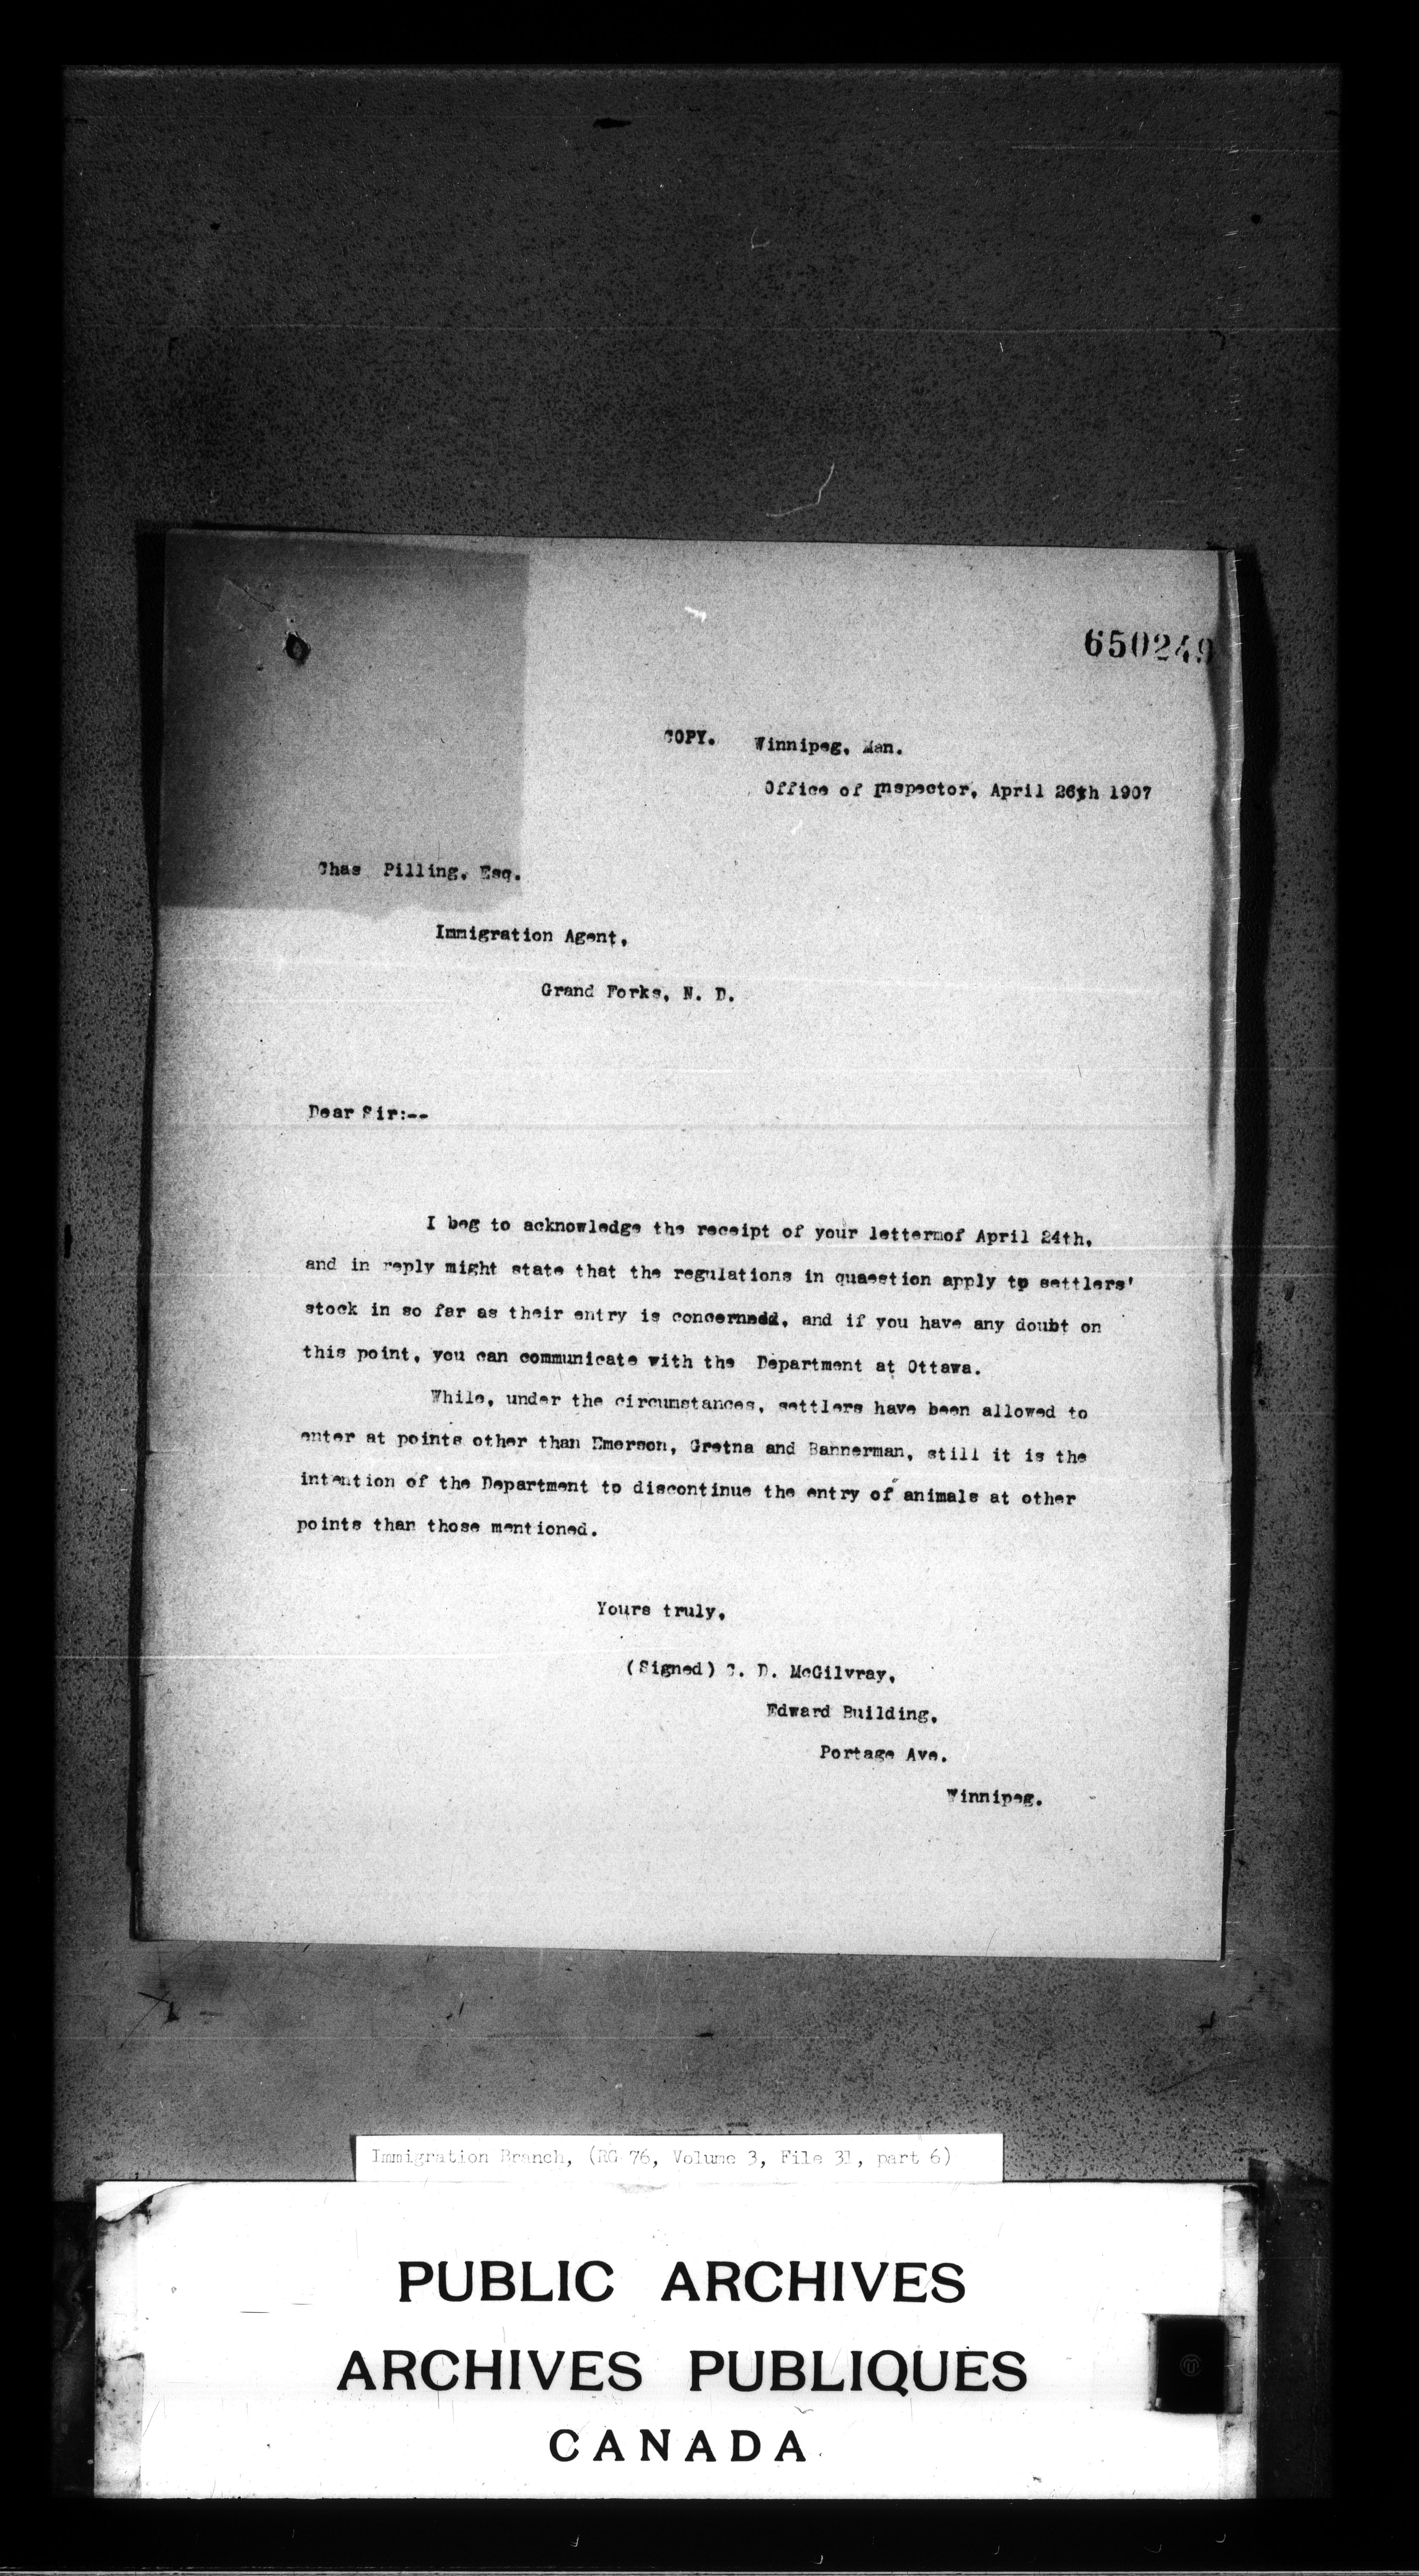 650249
COPY. Winnipeg, Man.
Office of Inspector, April 26th 1907
Chas Pilling, Esq.
Immigration Agent,
Grand Forks, N. D.
Dear Sir:--
I beg to acknowledge the receipt of your lettermof April 24th,
and in reply might state that the regulations in quaestion apply to settlers'
stock in so far as their entry is concernedd, and if you have any doubt on
this point, you can communicate with the Department at Ottawa.
While, under the circumstances, settlers have been allowed to
enter at points other than Emerson, Gretna and Bannerman, still it is the
intention of the Department to discontinue the entry of animals at other
points than those mentioned.
Yours truly,
(Signed) C. D. McGilvray,
Edward Building,
Portage Ave.
Winnipeg.
Immigration Branch, (RG 76, Volume 3, File 31, part 6)
PUBLIC ARCHIVES
ARCHIVES PUBLIQUES
CANADA